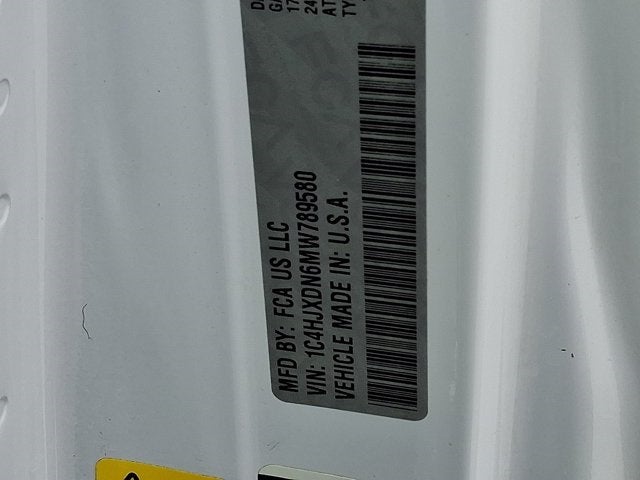 MFD BY: FCA US LLC
VIN: 1C4HJXDN6MW789580
VEHICLE MADE IN: U.S.A.